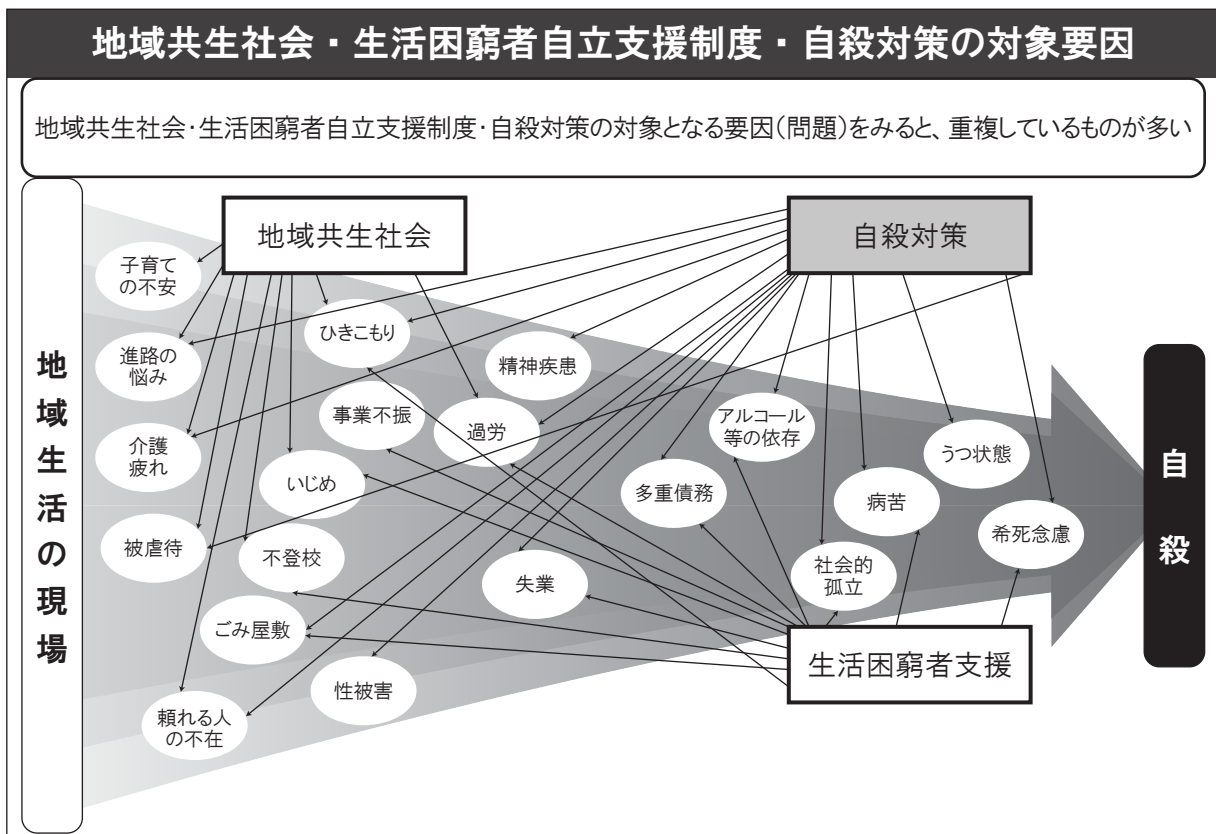 地域共生社会・生活困窮者自立支援制度・自殺対策の対象要因
地域共生社会・生活困窮者自立支援制度・自殺対策の対象となる要因(問題)をみると、重複しているものが多い
地域生活の現場
地域共生社会
自殺対策
子育て
の不安
ひきこもり
進路の
悩み
精神疾患
事業不振
過労
アルコール
等の依存
介護
疲れ
うつ状態
いじめ
多重債務
病苦
希死念慮
被虐待
不登校
失業
社会的
孤立
ごみ屋敷
生活困窮者支援
性被害
頼れる人
の不在
自殺